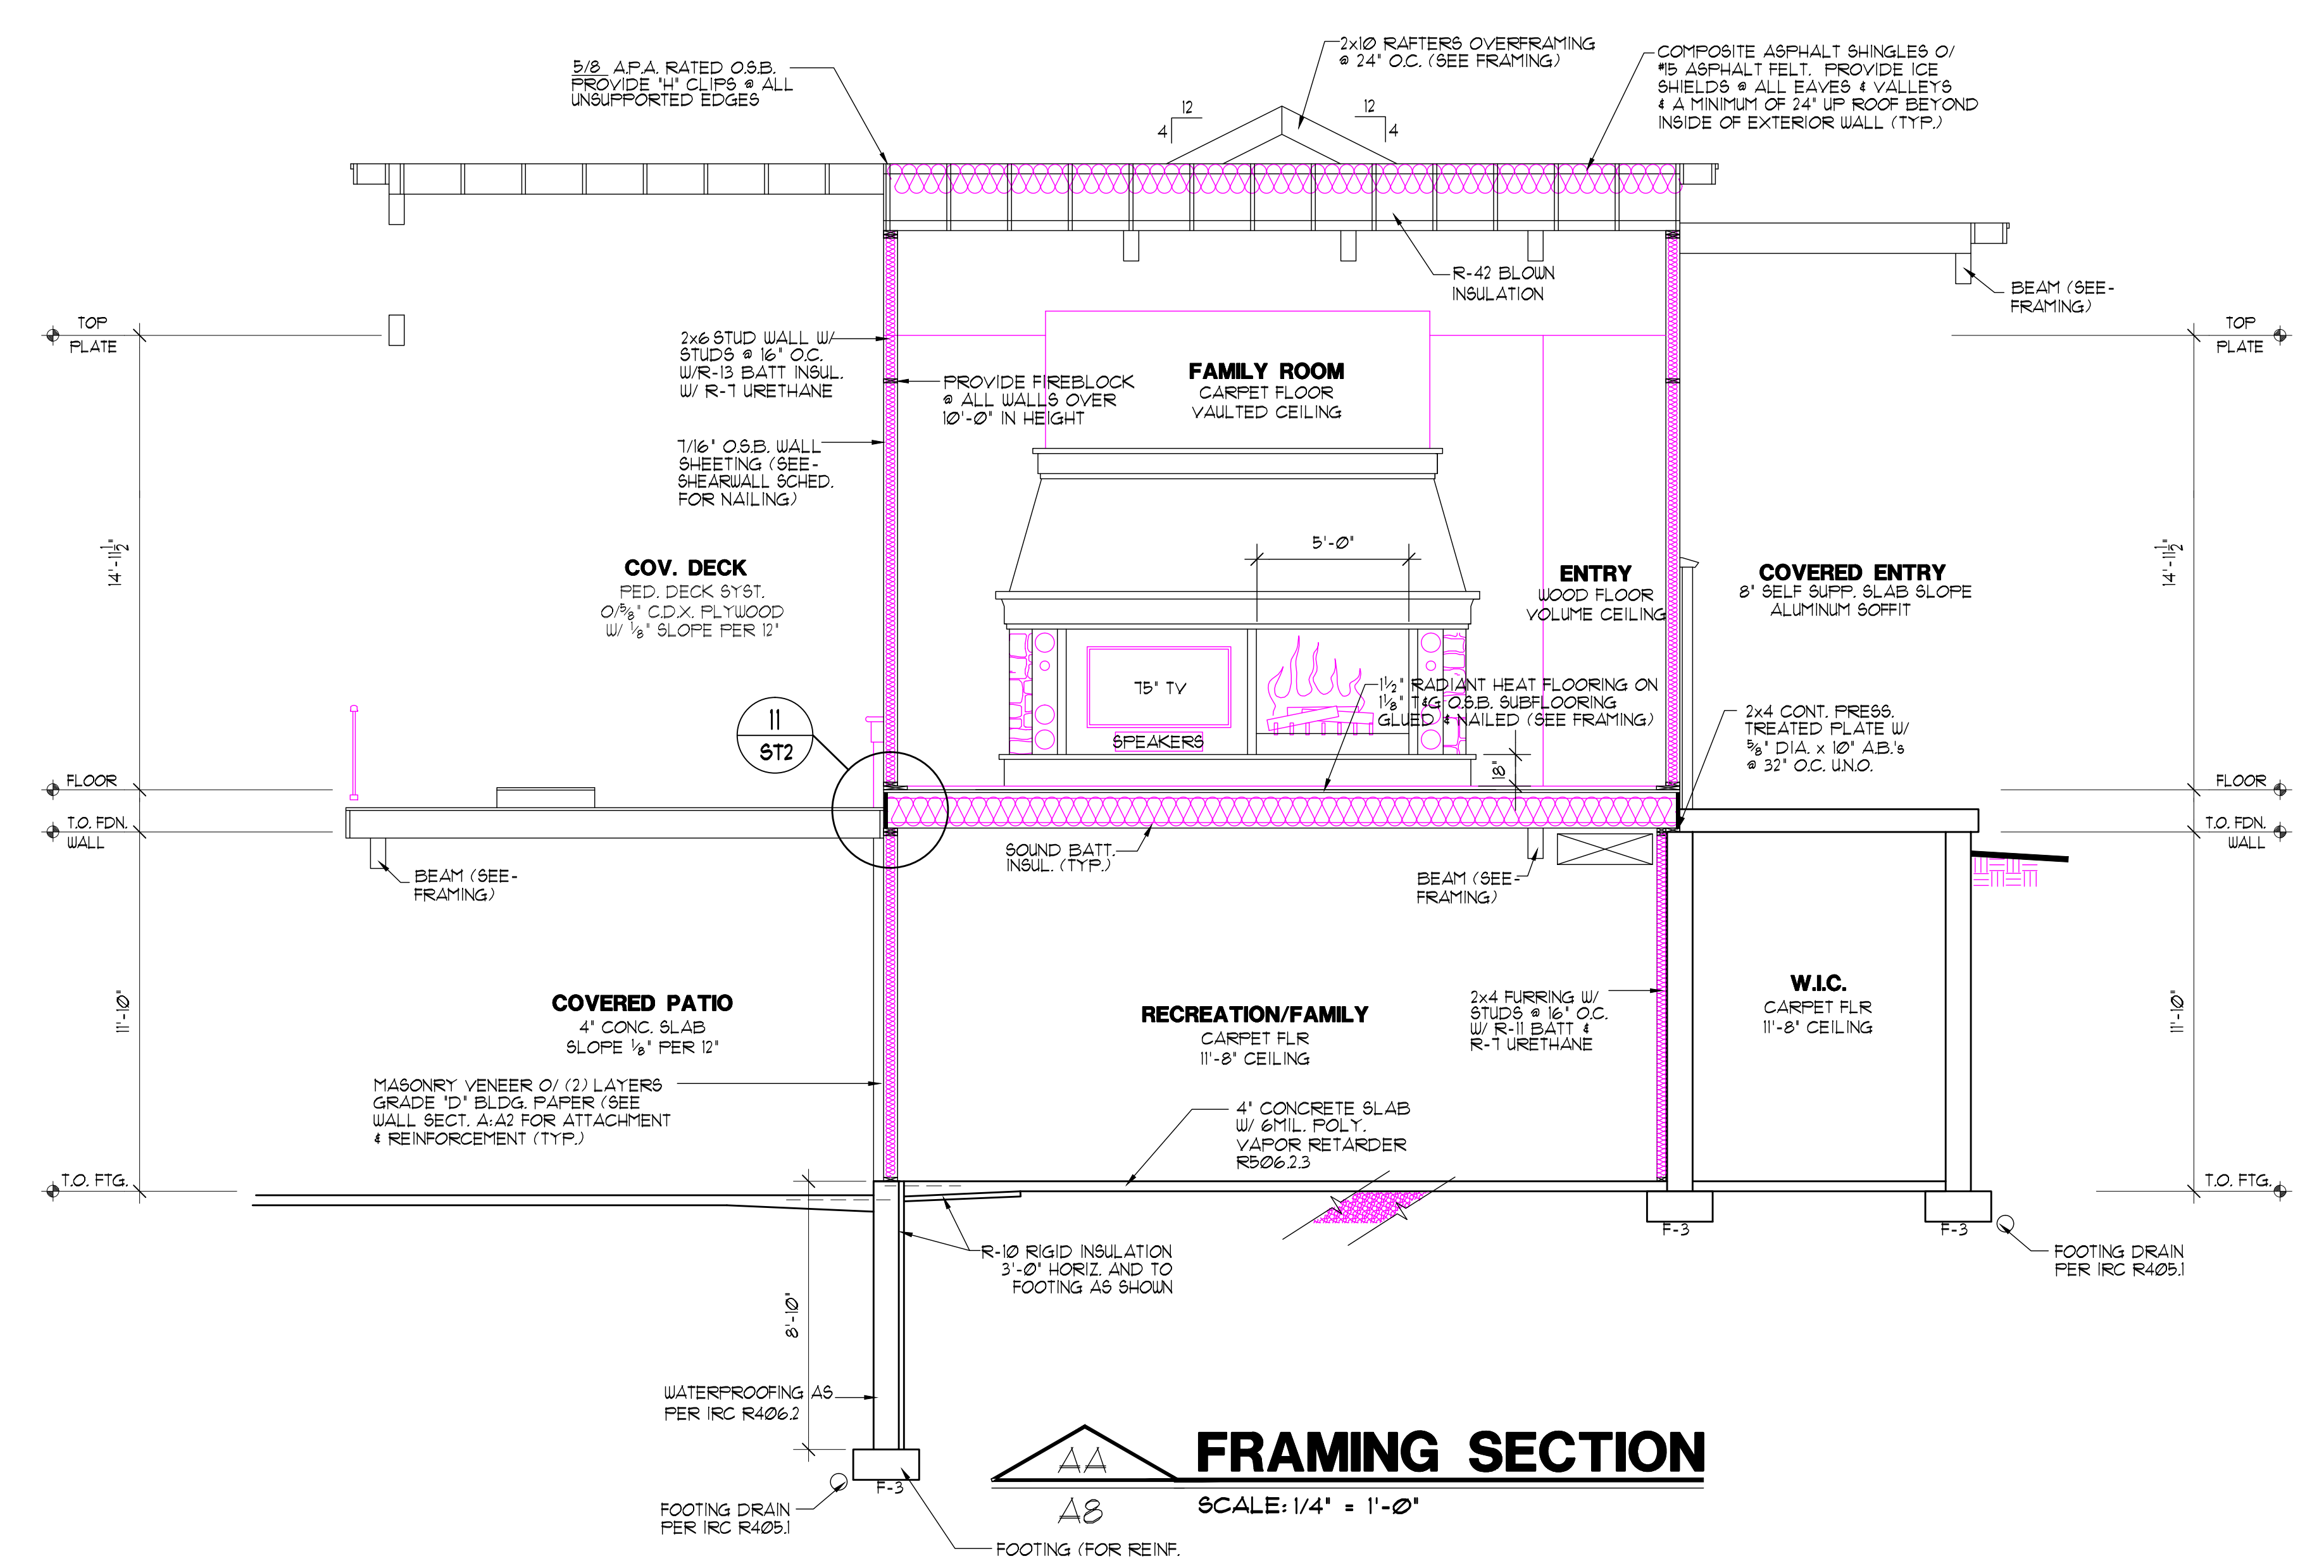 5/8 A.P.A. RATED O.S.B.
PROVIDE "H" CLIPS @ ALL
UNSUPPORTED EDGES
2x10 RAFTERS OVERFRAMING
@ 24" O.C. (SEE FRAMING)
COMPOSITE ASPHALT SHINGLES O/
#15 ASPHALT FELT. PROVIDE ICE
SHIELDS @ ALL EAVES & VALLEYS
& A MINIMUM OF 24" UP ROOF BEYOND
INSIDE OF EXTERIOR WALL (TYP.)
12
4
12
4
R-42 BLOWN
INSULATION
BEAM (SEE-
FRAMING)
TOP
PLATE
TOP
PLATE
2x6 STUD WALL W/
STUDS @ 16" O.C.
W/R-13 BATT INSUL.
W/ R-7 URETHANE
PROVIDE FIREBLOCK
@ ALL WALLS OVER
10'-0" IN HEIGHT
FAMILY ROOM
CARPET FLOOR
VAULTED CEILING
7/16" O.S.B. WALL
SHEETING (SEE-
SHEARWALL SCHED.
FOR NAILING)
14'-11 1/2"
14'-11 1/2"
5'-0"
COV. DECK
PED. DECK SYST.
O/5/8" C.D.X. PLYWOOD
W/ 1/8" SLOPE PER 12"
ENTRY
WOOD FLOOR
VOLUME CEILING
COVERED ENTRY
8" SELF SUPP. SLAB SLOPE
ALUMINUM SOFFIT
75" TV
SPEAKERS
1 1/2" RADIANT HEAT FLOORING ON
1 1/8" T&G O.S.B. SUBFLOORING
GLUED & NAILED (SEE FRAMING)
11
ST2
18"
2x4 CONT. PRESS.
TREATED PLATE W/
5/8" DIA. x 10" A.B.'s
@ 32" O.C. U.N.O.
FLOOR
T.O. FDN.
WALL
FLOOR
T.O. FDN.
WALL
SOUND BATT.
INSUL. (TYP.)
BEAM (SEE-
FRAMING)
BEAM (SEE-
FRAMING)
11'-10"
11'-10"
COVERED PATIO
4" CONC. SLAB
SLOPE 1/8" PER 12"
RECREATION/FAMILY
CARPET FLR
11'-8" CEILING
2x4 FURRING W/
STUDS @ 16" O.C.
W/ R-11 BATT &
R-7 URETHANE
W.I.C.
CARPET FLR
11'-8" CEILING
MASONRY VENEER O/ (2) LAYERS
GRADE "D" BLDG. PAPER (SEE
WALL SECT. A:A2 FOR ATTACHMENT
& REINFORCEMENT (TYP.)
4" CONCRETE SLAB
W/ 6MIL. POLY.
VAPOR RETARDER
R506.2.3
T.O. FTG.
T.O. FTG.
R-10 RIGID INSULATION
3'-0" HORIZ. AND TO
FOOTING AS SHOWN
F-3
F-3
FOOTING DRAIN
PER IRC R405.1
8'-10"
WATERPROOFING AS
PER IRC R406.2
F-3
FOOTING DRAIN
PER IRC R405.1
FOOTING (FOR REINF.
AA
A8
FRAMING SECTION
SCALE: 1/4" = 1'-0"